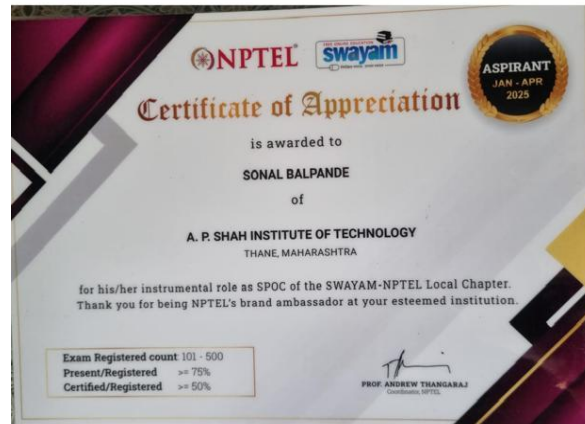 NPTEL
swayam
ASPIRANT
JAN - APR
2025
Certificate of Appreciation
is awarded to
SONAL BALPANDE
of
A. P. SHAH INSTITUTE OF TECHNOLOGY
THANE, MAHARASHTRA
for his/her instrumental role as SPOC of the SWAYAM-NPTEL Local Chapter.
Thank you for being NPTEL's brand ambassador at your esteemed institution.
Exam Registered count 101 - 500
Present/Registered >= 75%
Certified/Registered >= 50%
PROF. ANDREW THANGARAJ
Coordinator, NPTEL